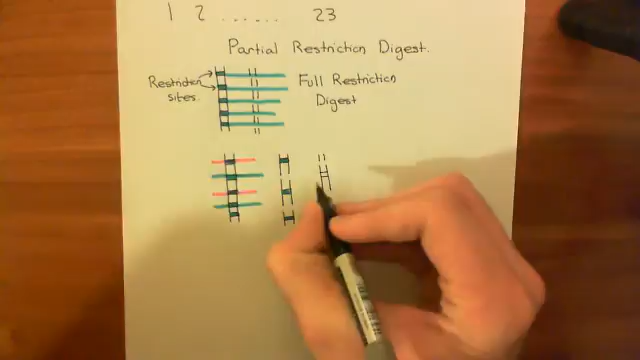 1 2 ........ 23
Partial Restriction Digest.
Restriction
sites.
Full Restriction
Digest